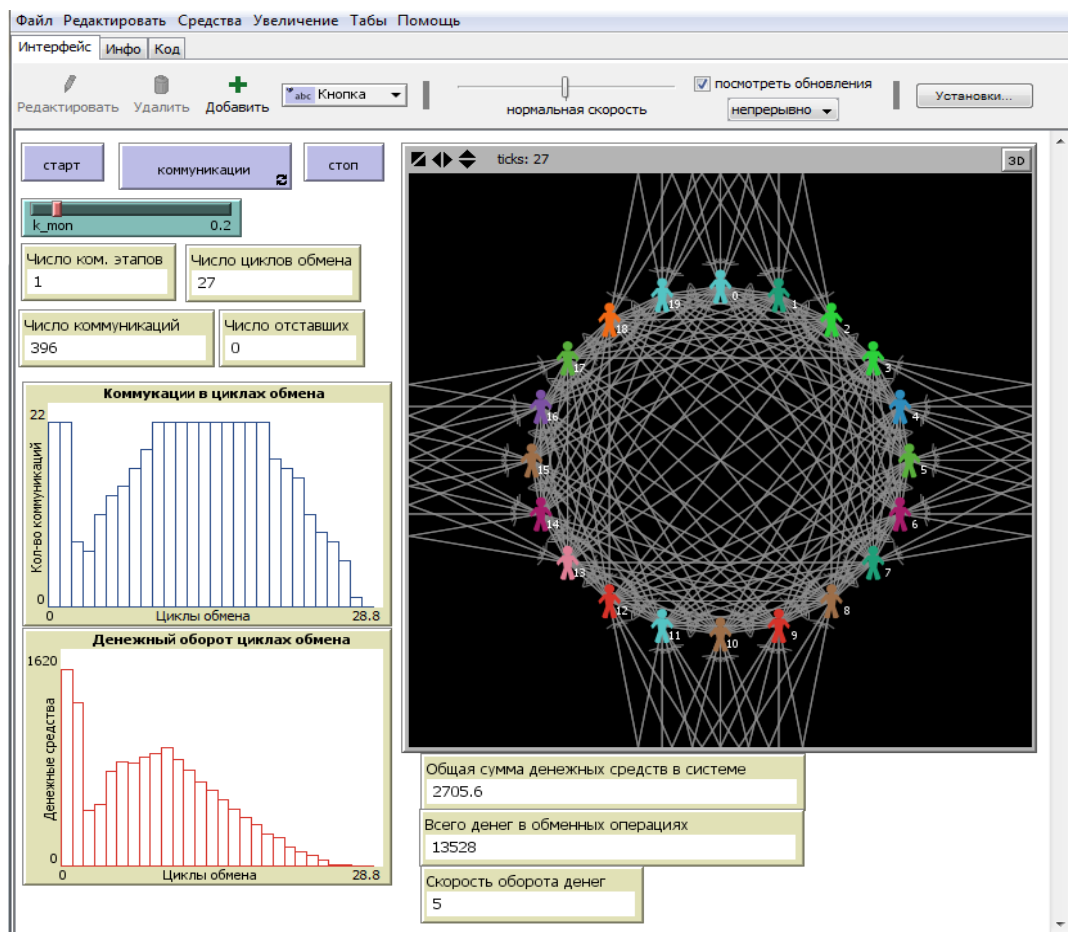 Файл Редактировать Средства Увеличение Табы Помощь
Интерфейс Инфо Код
Редактировать Удалить Добавить abc Кнопка нормальная скорость посмотреть обновления непрерывно Установки...
старт коммуникации стоп
k_mon 0.2
Число ком. этапов
1
Число циклов обмена
27
Число коммуникаций
396
Число отставших
0
Коммукации в циклах обмена
22
Кол-во коммуникаций
0
0 Циклы обмена 28.8
Денежный оборот циклах обмена
1620
Денежные средства
0
0 Циклы обмена 28.8
ticks: 27 3D
0
1
2
3
4
5
6
7
8
9
10
11
12
13
14
15
16
17
18
19
Общая сумма денежных средств в системе
2705.6
Всего денег в обменных операциях
13528
Скорость оборота денег
5